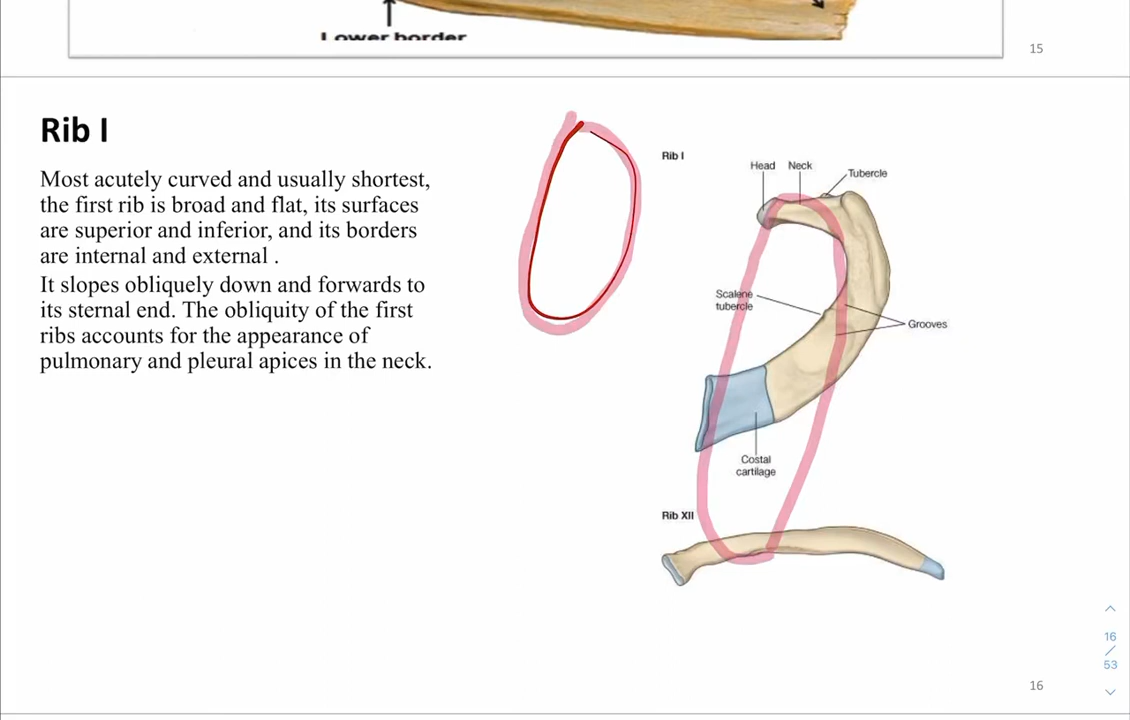 Lower border
15
Rib I
Most acutely curved and usually shortest,
the first rib is broad and flat, its surfaces
are superior and inferior, and its borders
are internal and external .
It slopes obliquely down and forwards to
its sternal end. The obliquity of the first
ribs accounts for the appearance of
pulmonary and pleural apices in the neck.
Rib I
Head
Neck
Tubercle
Scalene
tubercle
Grooves
Costal
cartilage
Rib XII
16
/
53
16